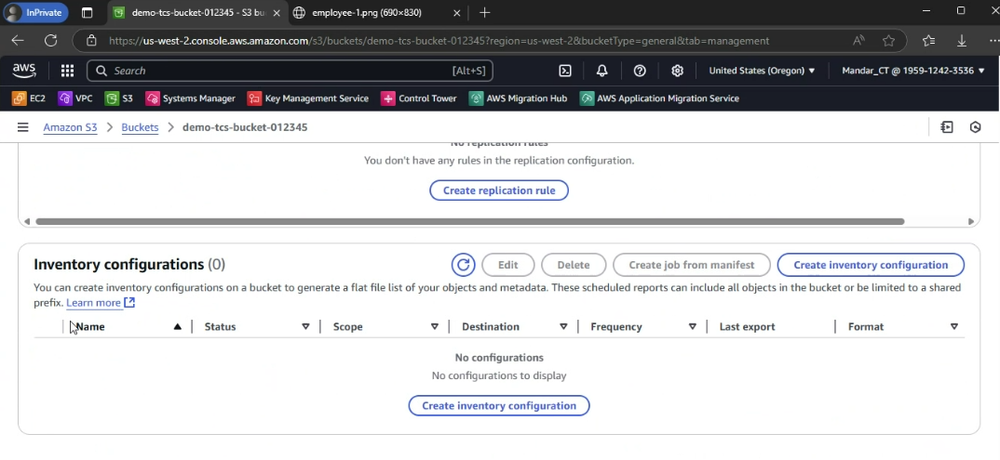 InPrivate
demo-tcs-bucket-012345 - S3 bu
employee-1.png (690×830)
https://us-west-2.console.aws.amazon.com/s3/buckets/demo-tcs-bucket-012345?region=us-west-2&bucketType=general&tab=management
aws
Search
[Alt+S]
United States (Oregon)
Mandar_CT @ 1959-1242-3536
EC2
VPC
S3
Systems Manager
Key Management Service
Control Tower
AWS Migration Hub
AWS Application Migration Service
Amazon S3 > Buckets > demo-tcs-bucket-012345
No replication rules
You don't have any rules in the replication configuration.
Create replication rule
Inventory configurations (0)
Edit
Delete
Create job from manifest
Create inventory configuration
You can create inventory configurations on a bucket to generate a flat file list of your objects and metadata. These scheduled reports can include all objects in the bucket or be limited to a shared
prefix. Learn more
Name
Status
Scope
Destination
Frequency
Last export
Format
No configurations
No configurations to display
Create inventory configuration